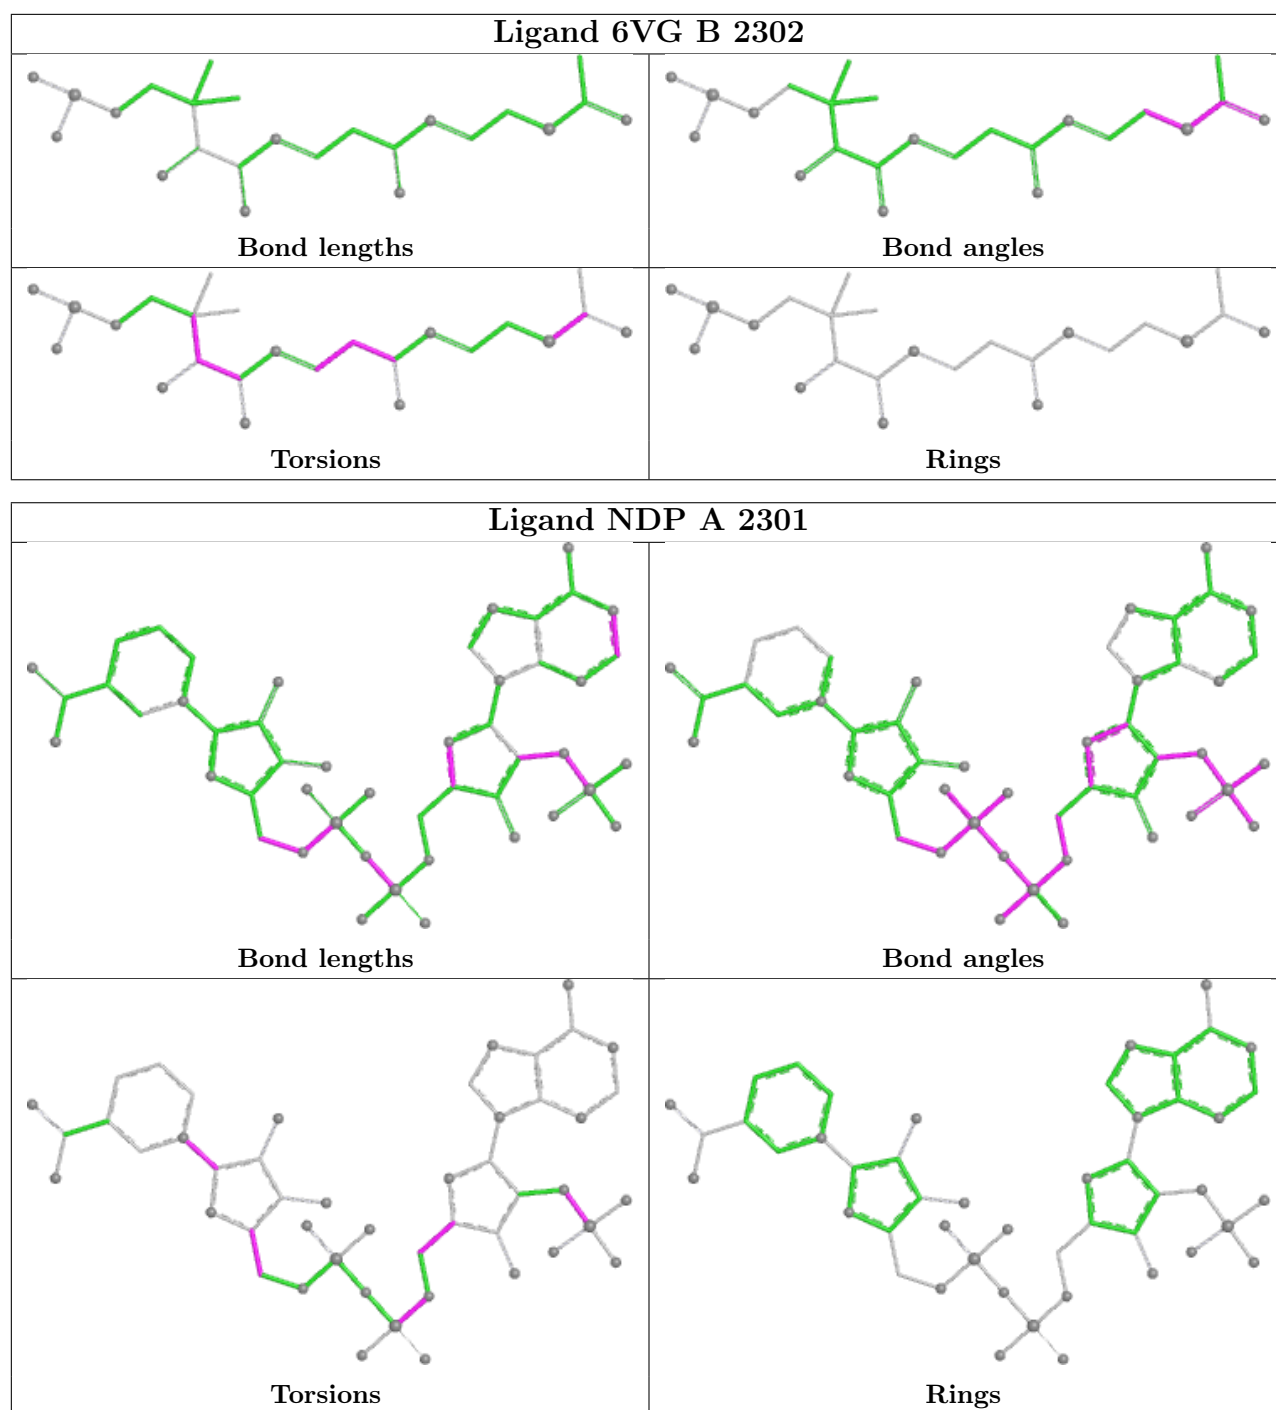 Ligand 6VG B 2302
Bond lengths
Bond angles
Torsions
Rings
Ligand NDP A 2301
Bond lengths
Bond angles
Torsions
Rings